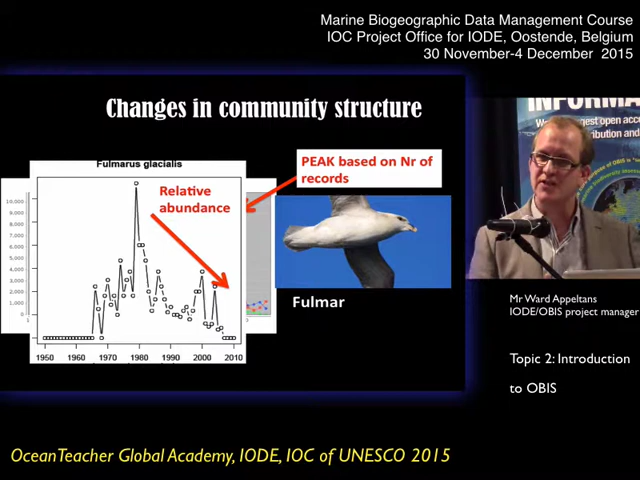 Marine Biogeographic Data Management Course
IOC Project Office for IODE, Oostende, Belgium
30 November-4 December 2015
Changes in community structure
Fulmarus glacialis
PEAK based on Nr of
records
Relative
abundance
10,000
9,000
8,000
7,000
6,000
5,000
4,000
3,000
2,000
1,000
0
1950 1960 1970 1980 1990 2000 2010
Fulmar
INFORMA
Mr Ward Appeltans
IODE/OBIS project manager
Topic 2: Introduction
to OBIS
OceanTeacher Global Academy, IODE, IOC of UNESCO 2015